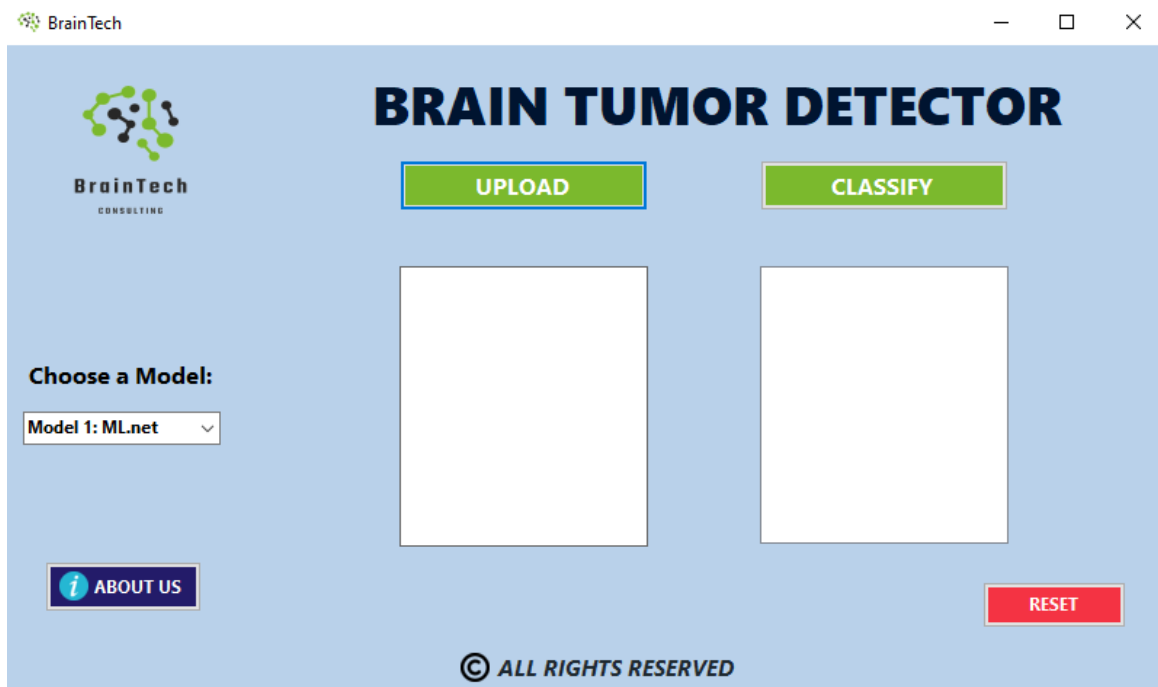 BrainTech
BRAIN TUMOR DETECTOR
BrainTech
CONSULTING
UPLOAD
CLASSIFY
Choose a Model:
Model 1: ML.net
ABOUT US
RESET
© ALL RIGHTS RESERVED